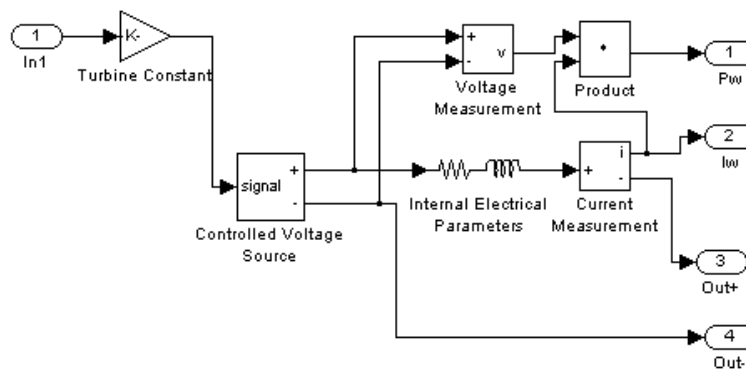 1
In1
K-
Turbine Constant
signal
+
-
Controlled Voltage
Source
+
-
v
Voltage
Measurement
Product
1
Pw
2
Iw
Internal Electrical
Parameters
+
i
-
Current
Measurement
3
Out+
4
Out-